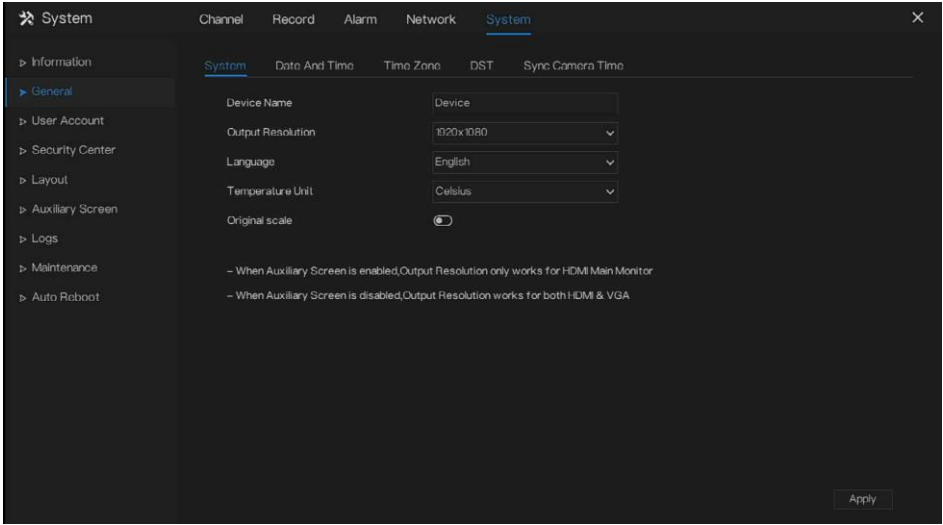 System Channel Record Alarm Network System
System Date And Time Time Zone DST Sync Camera Time
Information
General
User Account
Security Center
Layout
Auxiliary Screen
Logs
Maintenance
Auto Reboot
Device Name Device
Output Resolution 1920x1080
Language English
Temperature Unit Celsius
Original scale
- When Auxiliary Screen is enabled,Output Resolution only works for HDMI Main Monitor
- When Auxiliary Screen is disabled,Output Resolution works for both HDMI & VGA
Apply